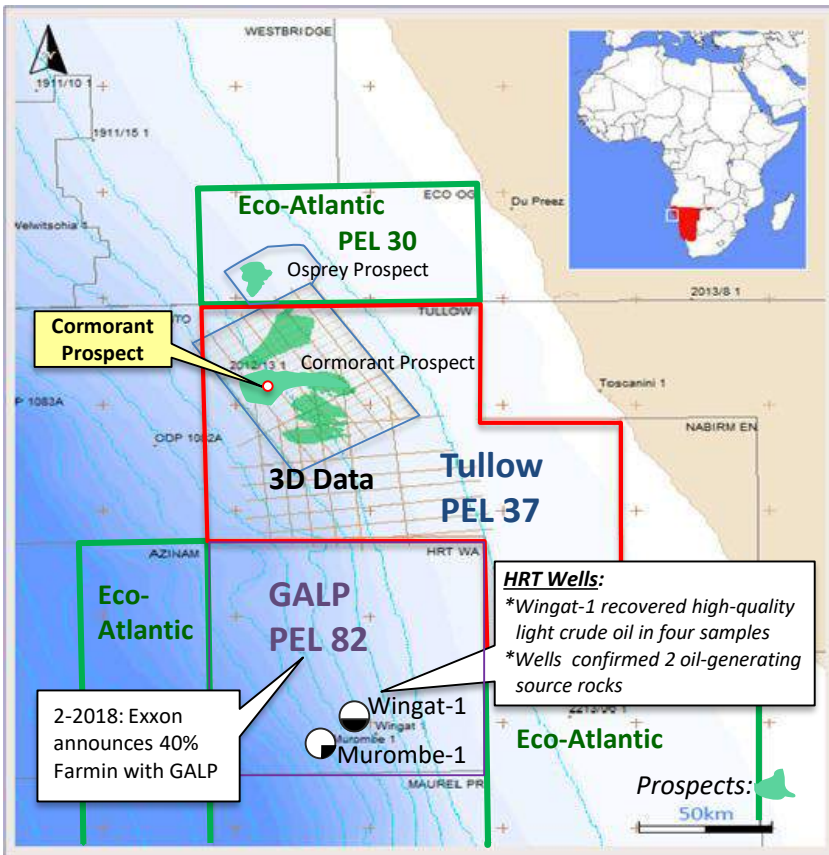 WESTBRIDGE
1911/10 1
1911/15 1
Eco-Atlantic
ECO OG
PEL 30
Du Preez
Welwitschia 1
Osprey Prospect
2013/8 1
TULLOW
Cormorant
Prospect
2012/13 1
Cormorant Prospect
Toscanini 1
P 1083A
NABIRM EN
ODP 1082A
3D Data
Tullow
PEL 37
AZINAM
HRT WA
Eco-
Atlantic
GALP
PEL 82
HRT Wells:
*Wingat-1 recovered high-quality
light crude oil in four samples
*Wells confirmed 2 oil-generating
source rocks
2-2018: Exxon
announces 40%
Farmin with GALP
Wingat-1
Wingat 1
Murombe 1
Murombe-1
Eco-Atlantic
MAUREL PR
Prospects:
50km